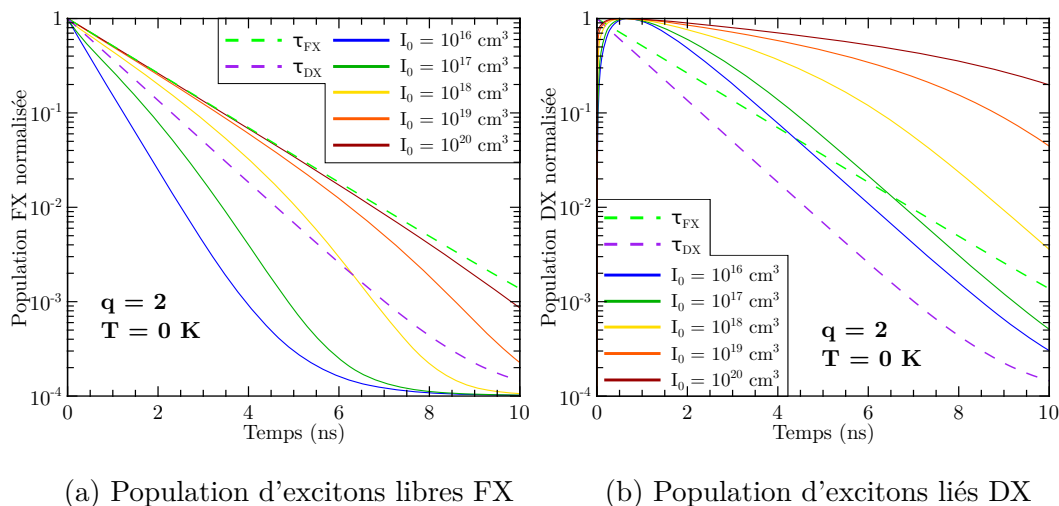 Population FX normalisée
1
10⁻¹
10⁻²
10⁻³
10⁻⁴
0
2
4
6
8
10
Temps (ns)
τFX
τDX
I₀ = 10¹⁶ cm³
I₀ = 10¹⁷ cm³
I₀ = 10¹⁸ cm³
I₀ = 10¹⁹ cm³
I₀ = 10²⁰ cm³
q = 2
T = 0 K
(a) Population d'excitons libres FX
Population DX normalisée
1
10⁻¹
10⁻²
10⁻³
10⁻⁴
0
2
4
6
8
10
Temps (ns)
τFX
τDX
I₀ = 10¹⁶ cm³
I₀ = 10¹⁷ cm³
I₀ = 10¹⁸ cm³
I₀ = 10¹⁹ cm³
I₀ = 10²⁰ cm³
q = 2
T = 0 K
(b) Population d'excitons liés DX